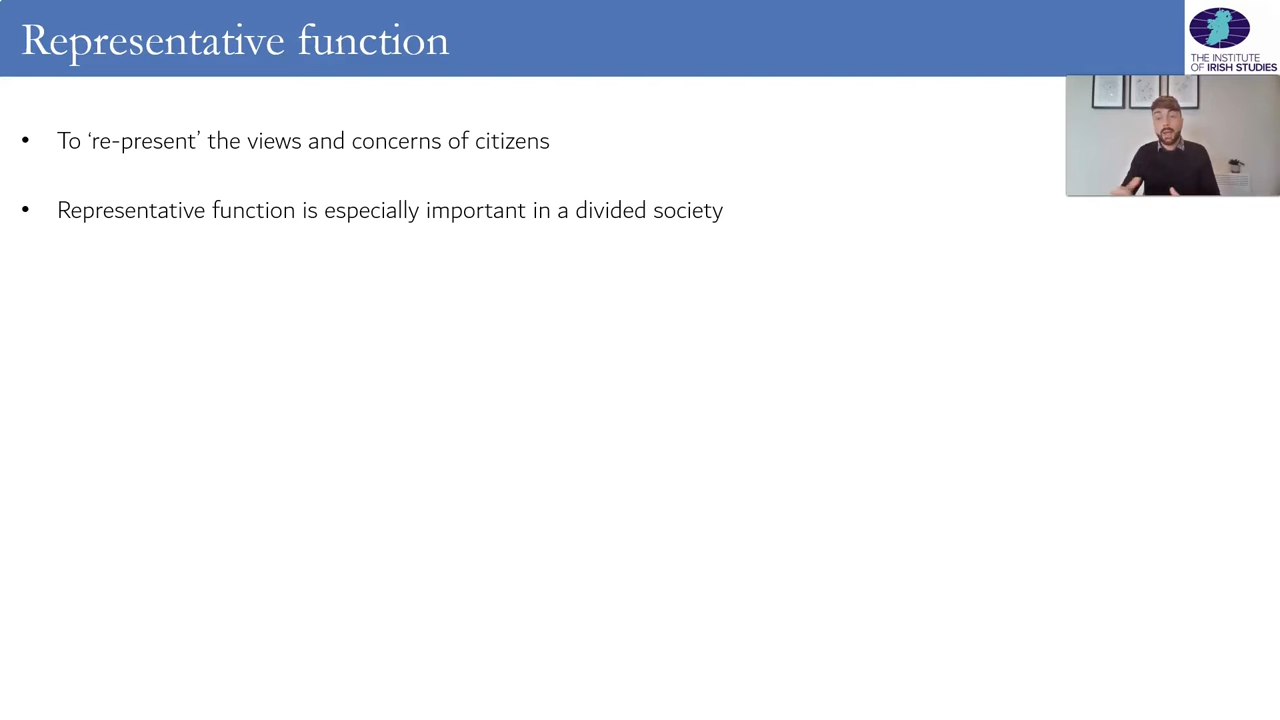 Representative function
THE INSTITUTE
OF IRISH STUDIES
• To ‘re-present’ the views and concerns of citizens
• Representative function is especially important in a divided society